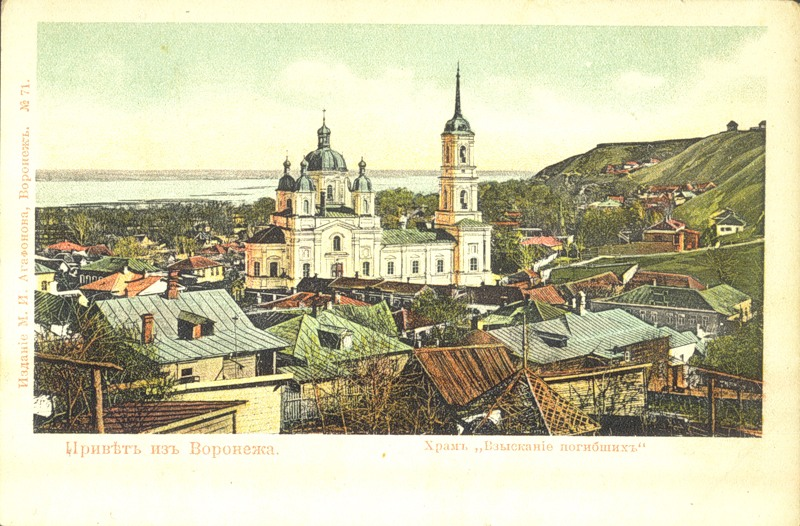 Изданіе М. И. Агафонова, Воронежъ. № 71.
Привѣтъ изъ Воронежа.
Храмъ „Взысканіе погибшихъ“